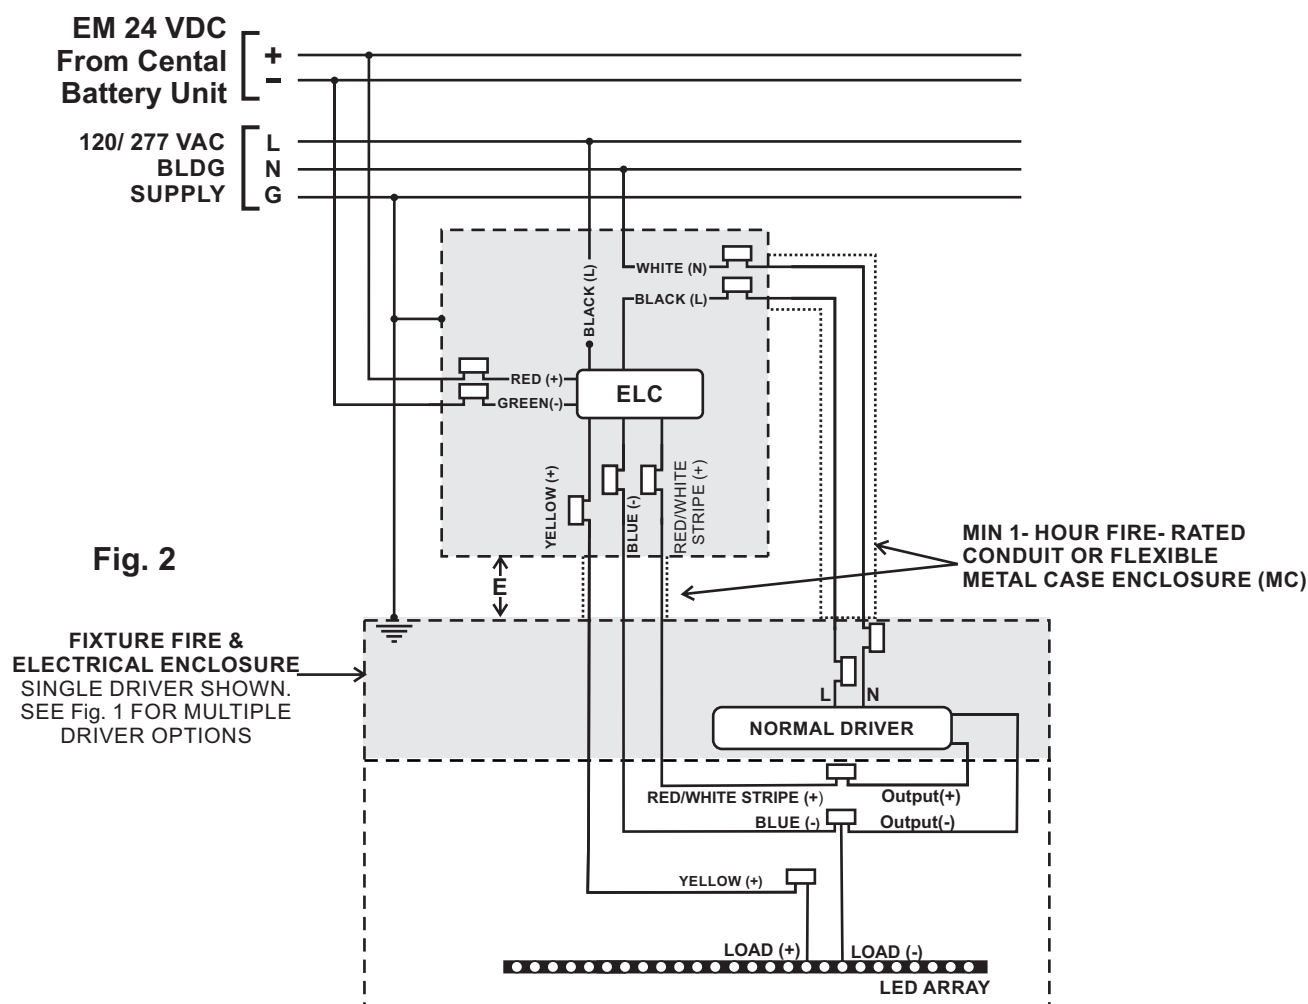 EM 24 VDC
From Cental
Battery Unit
+
-
120/ 277 VAC
BLDG
SUPPLY
L
N
G
WHITE (N)
BLACK (L)
BLACK (L)
RED (+)
GREEN(-)
ELC
YELLOW (+)
BLUE (-)
RED/WHITE
STRIPE (+)
Fig. 2
E
MIN 1- HOUR FIRE- RATED
CONDUIT OR FLEXIBLE
METAL CASE ENCLOSURE (MC)
FIXTURE FIRE &
ELECTRICAL ENCLOSURE
SINGLE DRIVER SHOWN.
SEE Fig. 1 FOR MULTIPLE
DRIVER OPTIONS
L
N
NORMAL DRIVER
RED/WHITE STRIPE (+)
Output(+)
BLUE (-)
Output(-)
YELLOW (+)
LOAD (+)
LOAD (-)
LED ARRAY